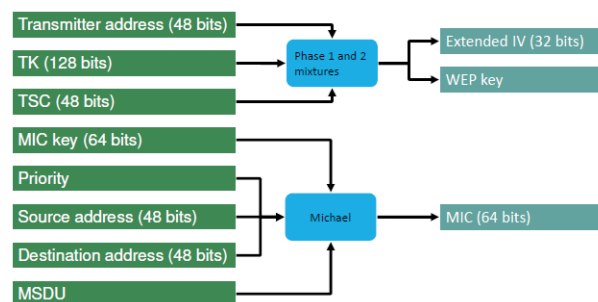 Transmitter address (48 bits)
TK (128 bits)
TSC (48 bits)
MIC key (64 bits)
Priority
Source address (48 bits)
Destination address (48 bits)
MSDU
Phase 1 and 2
mixtures
Michael
Extended IV (32 bits)
WEP key
MIC (64 bits)